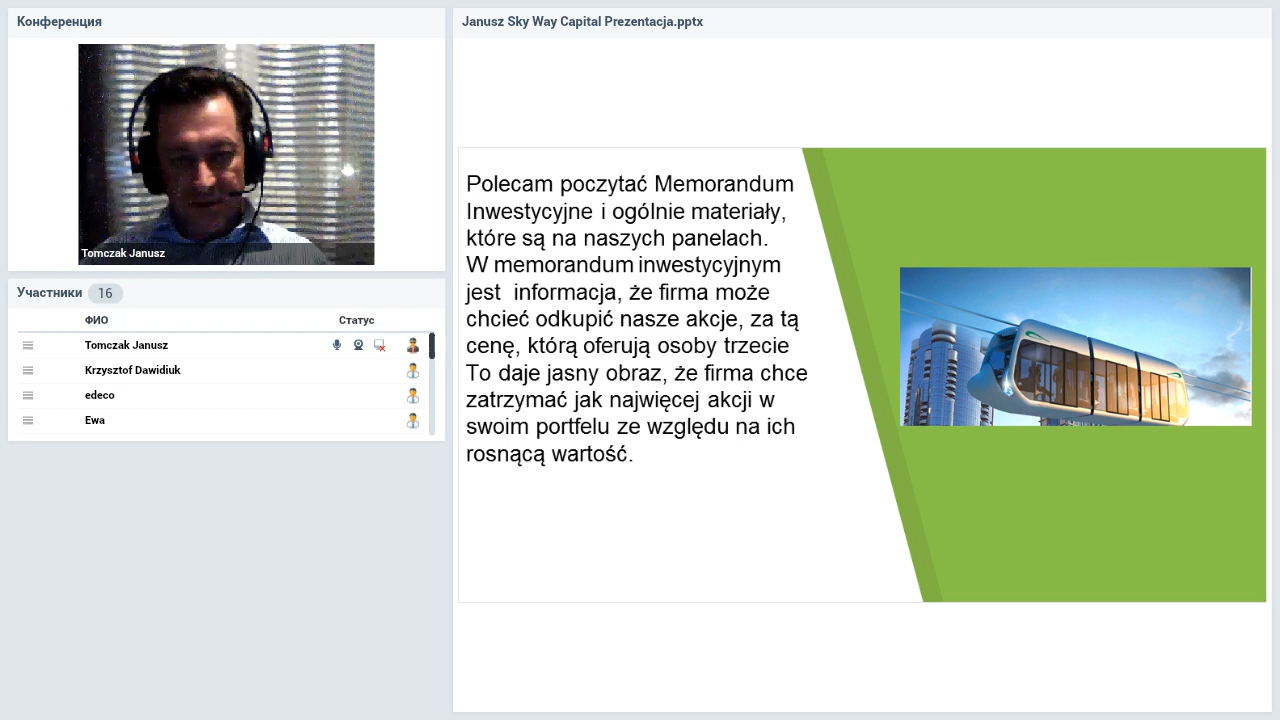 Конференция
Tomczak Janusz
Участники 16
ФИО Статус
Tomczak Janusz
Krzysztof Dawidiuk
edeco
Ewa
Janusz Sky Way Capital Prezentacja.pptx
Polecam poczytać Memorandum
Inwestycyjne i ogólnie materiały,
które są na naszych panelach.
W memorandum inwestycyjnym
jest informacja, że firma może
chcieć odkupić nasze akcje, za tą
cenę, którą oferują osoby trzecie
To daje jasny obraz, że firma chce
zatrzymać jak najwięcej akcji w
swoim portfelu ze względu na ich
rosnącą wartość.